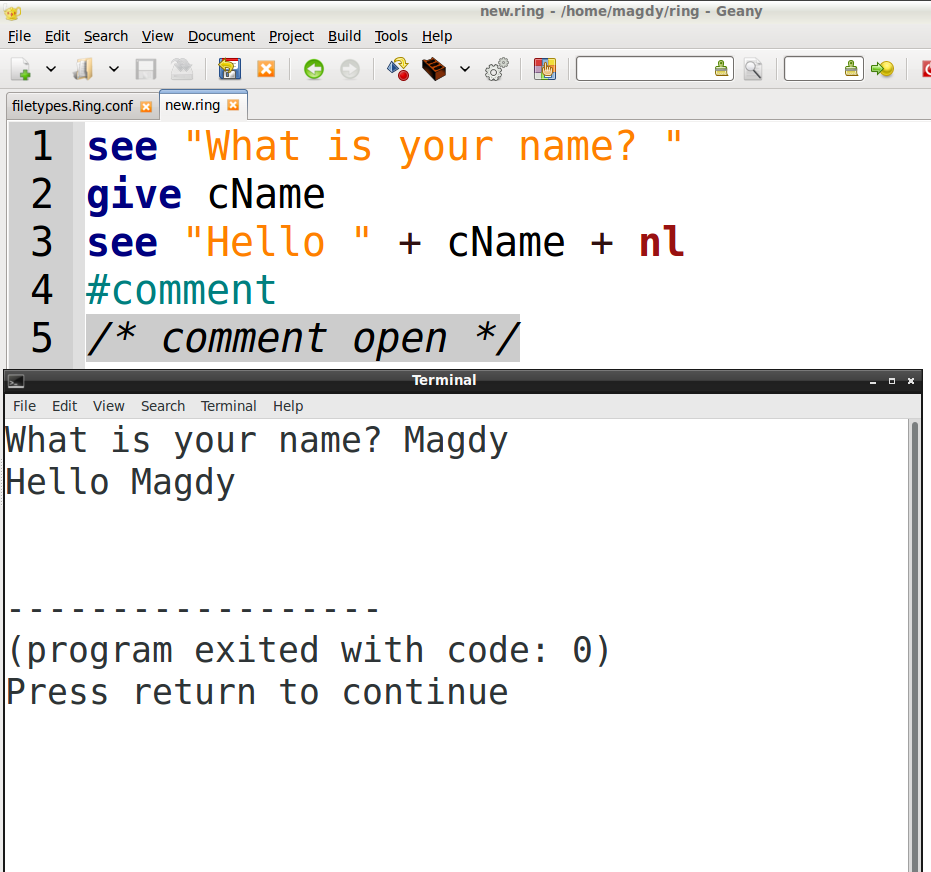 new.ring - /home/magdy/ring - Geany
File Edit Search View Document Project Build Tools Help
filetypes.Ring.conf new.ring
1 see "What is your name? "
2 give cName
3 see "Hello " + cName + nl
4 #comment
5 /* comment open */
Terminal
File Edit View Search Terminal Help
What is your name? Magdy
Hello Magdy
------------------
(program exited with code: 0)
Press return to continue